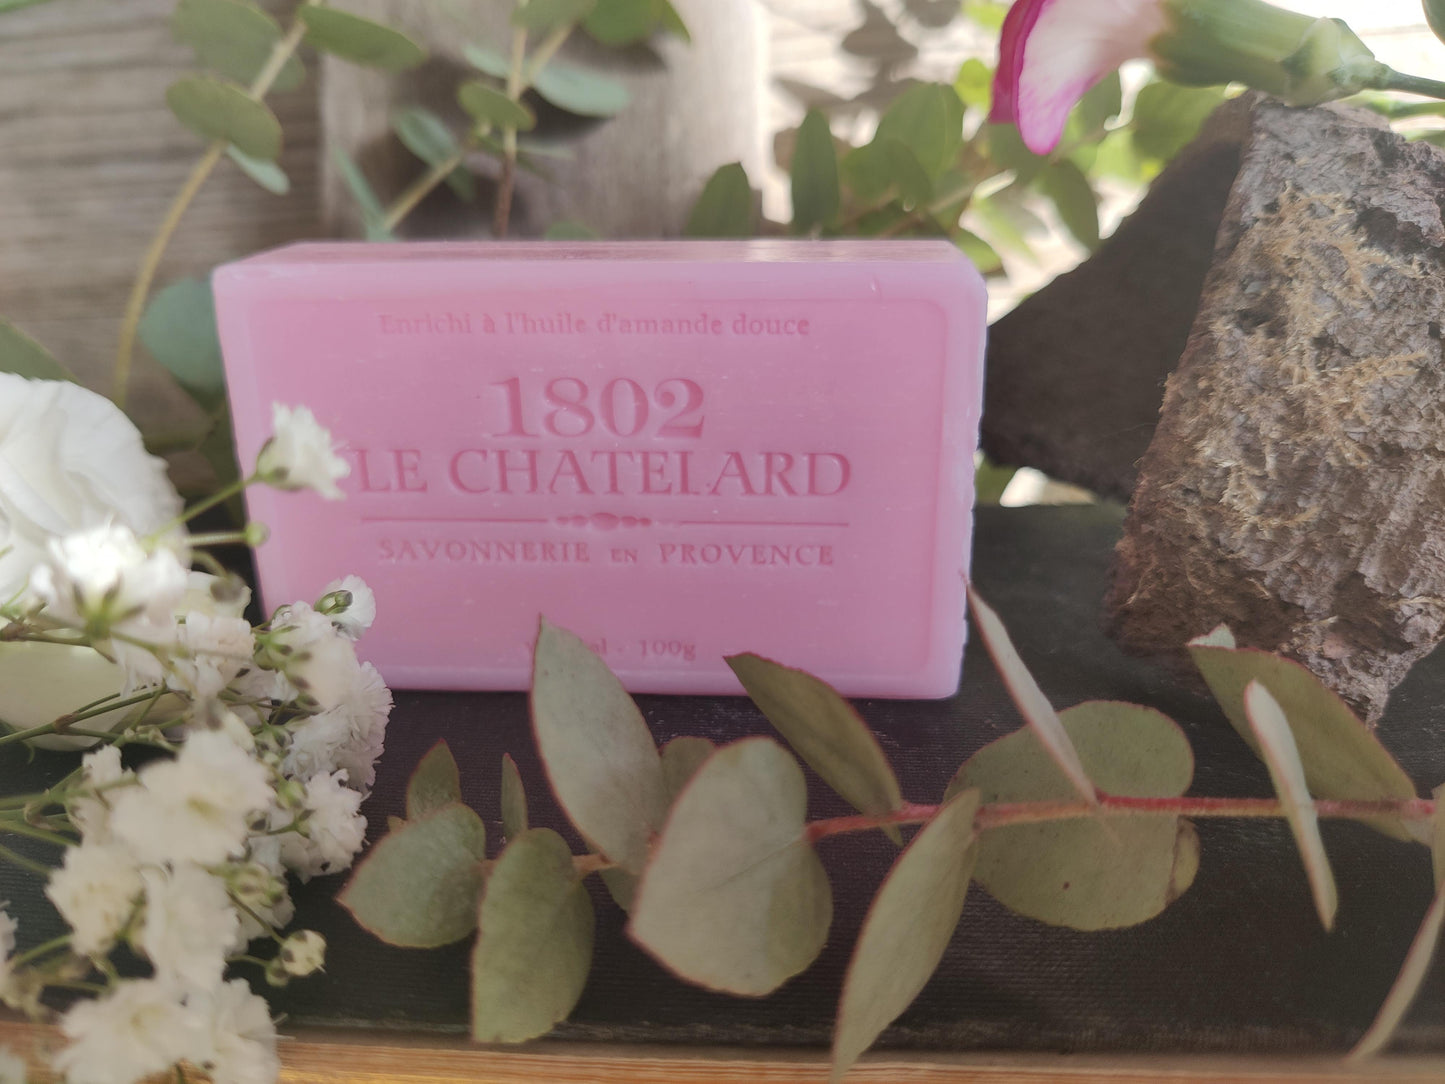 Enrichi à l'huile d'amande douce
1802
LE CHATELARD
SAVONNERIE EN PROVENCE
- 100g